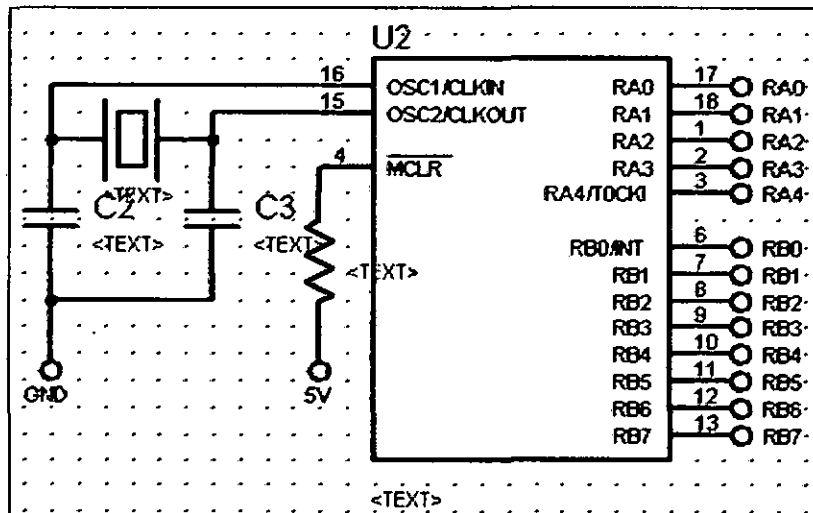 U2
16 OSC1/CLKIN RA0 17 RA0
15 OSC2/CLKOUT RA1 18 RA1
RA2 1 RA2
4 MCLR RA3 2 RA3
RA4/T0CKI 3 RA4
<TEXT>
C2 C3
<TEXT> <TEXT>
RB0/INT 6 RB0
<TEXT> RB1 7 RB1
RB2 8 RB2
RB3 9 RB3
RB4 10 RB4
GND 5V RB5 11 RB5
RB6 12 RB6
RB7 13 RB7
<TEXT>